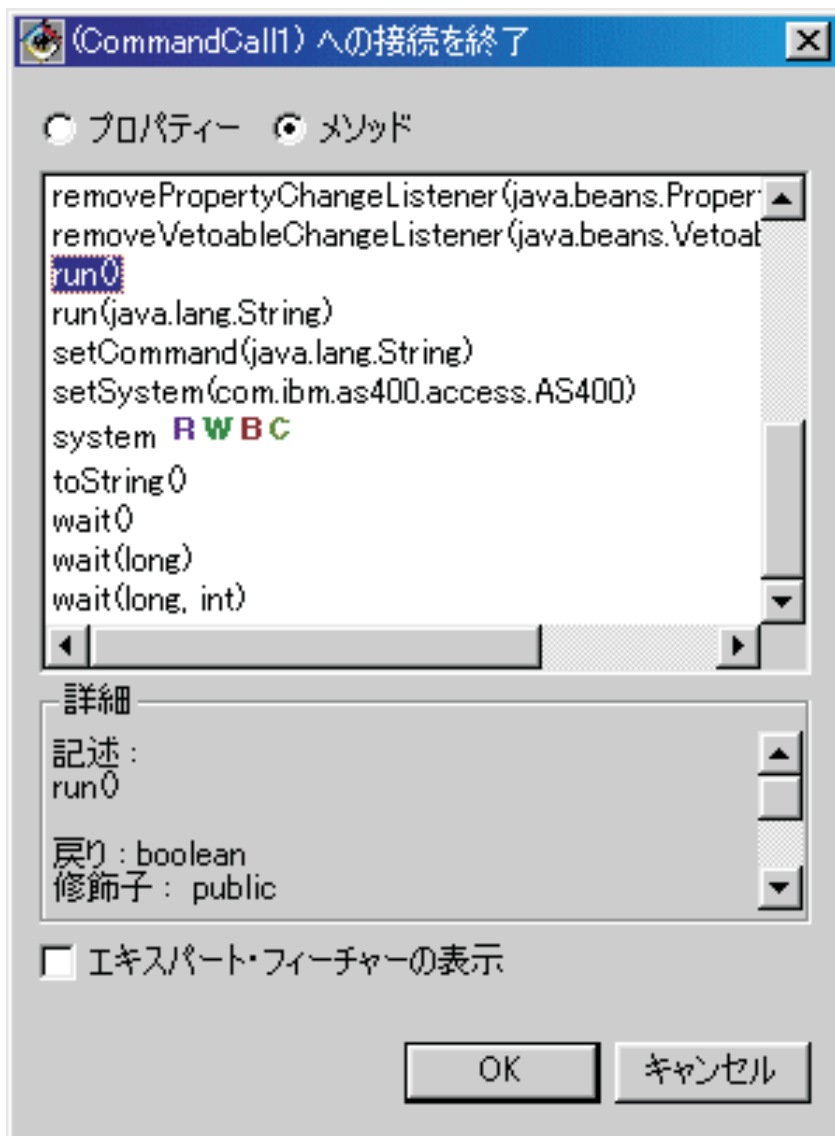 (CommandCall1) への接続を終了
プロパティー メソッド
removePropertyChangeListener(java.beans.Proper
removeVetoableChangeListener(java.beans.Vetoab
run()
run(java.lang.String)
setCommand(java.lang.String)
setSystem(com.ibm.as400.access.AS400)
system R W B C
toString()
wait()
wait(long)
wait(long, int)
詳細
記述 :
run()
戻り : boolean
修飾子 : public
エキスパート・フィーチャーの表示
OK キャンセル